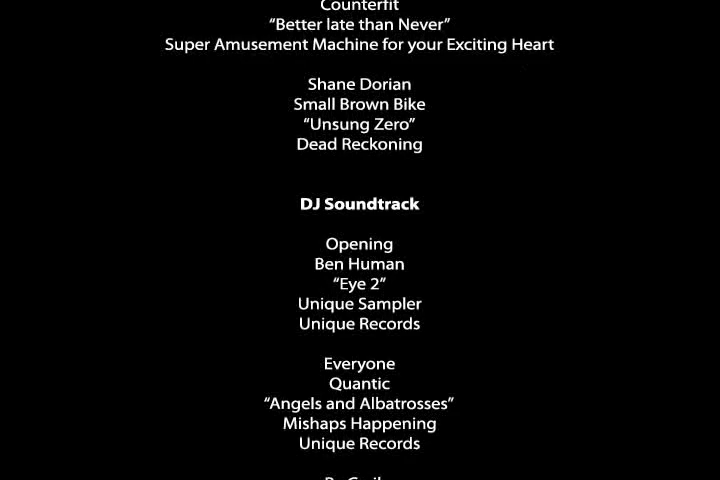 Counterfit
“Better late than Never”
Super Amusement Machine for your Exciting Heart
Shane Dorian
Small Brown Bike
“Unsung Zero”
Dead Reckoning
DJ Soundtrack
Opening
Ben Human
“Eye 2”
Unique Sampler
Unique Records
Everyone
Quantic
“Angels and Albatrosses”
Mishaps Happening
Unique Records